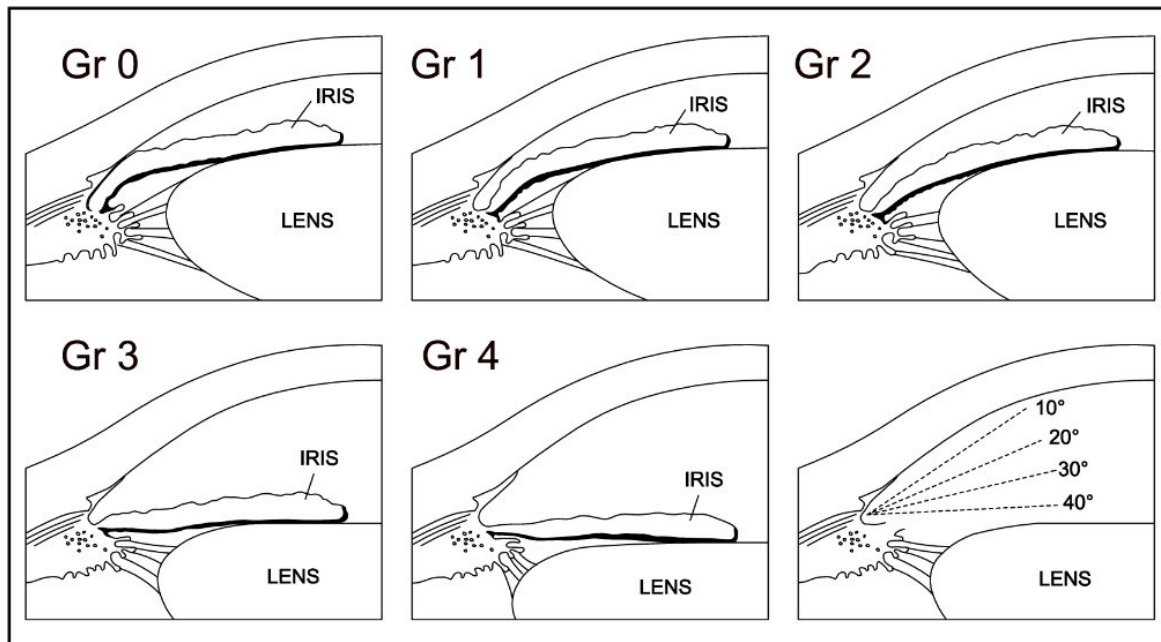 Gr 0
IRIS
LENS
Gr 1
IRIS
LENS
Gr 2
IRIS
LENS
Gr 3
IRIS
LENS
Gr 4
IRIS
LENS
10°
20°
30°
40°
LENS